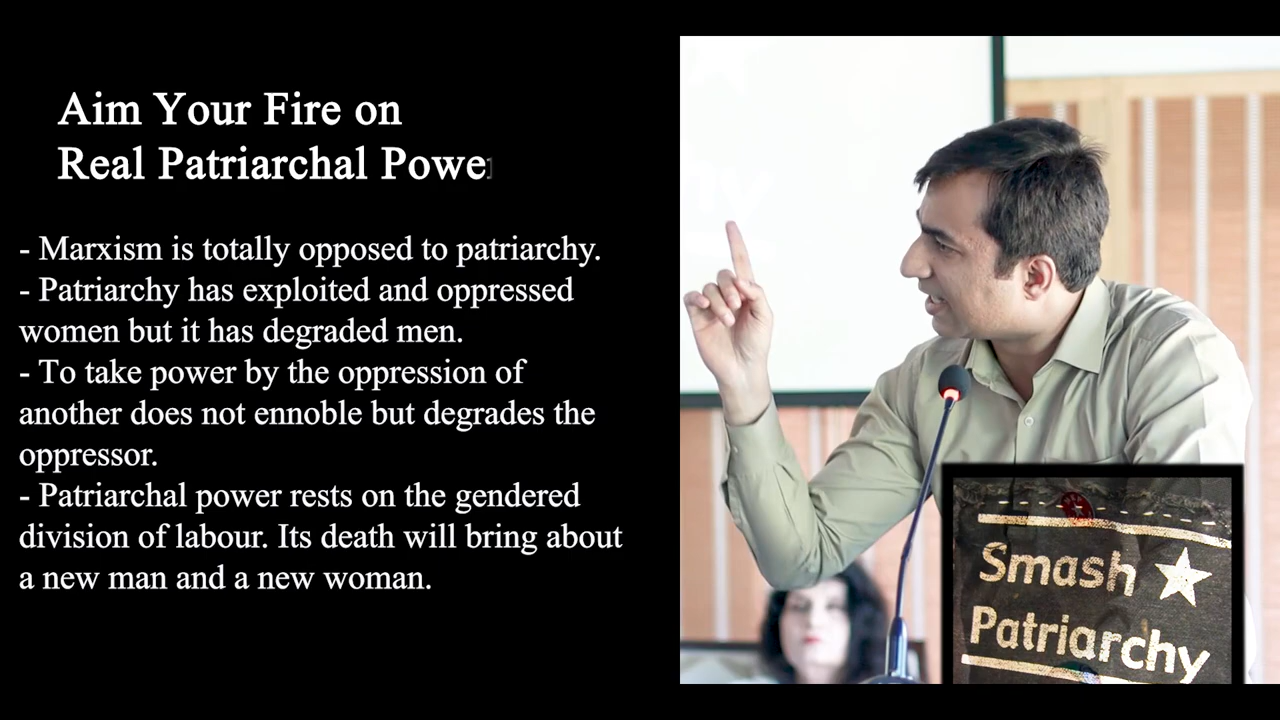 Aim Your Fire on
Real Patriarchal Power
- Marxism is totally opposed to patriarchy.
- Patriarchy has exploited and oppressed
women but it has degraded men.
- To take power by the oppression of
another does not ennoble but degrades the
oppressor.
- Patriarchal power rests on the gendered
division of labour. Its death will bring about
a new man and a new woman.
Smash
Patriarchy